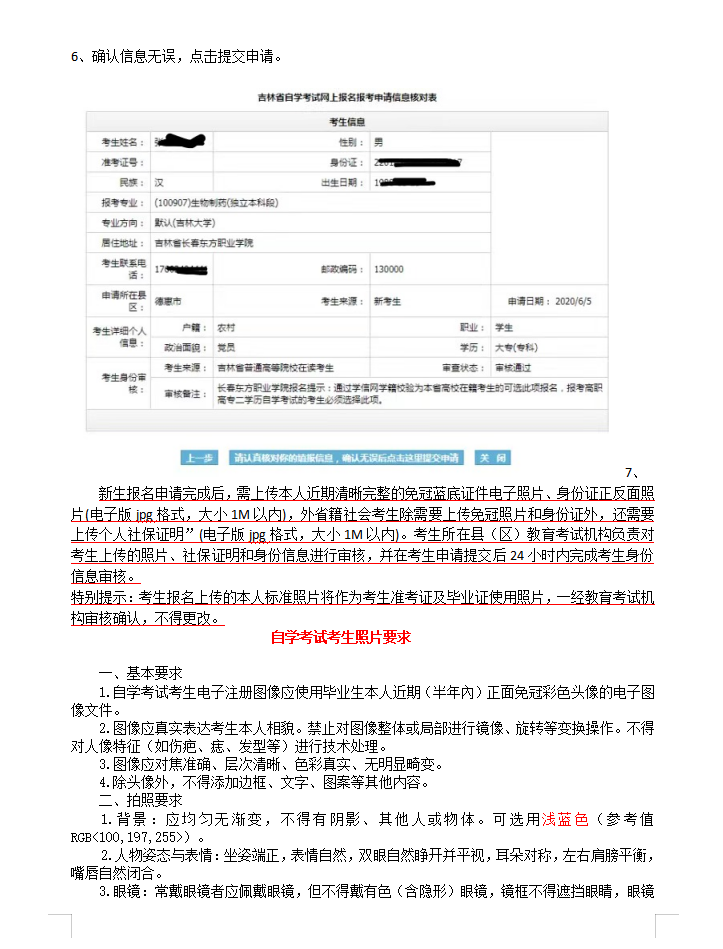 6、确认信息无误，点击提交申请。
吉林省自学考试网上报名报考申请信息核对表
考生信息
考生姓名： 性别： 男
准考证号： 身份证： 2
民族： 汉 出生日期： 19
报考专业： (100907)生物制药(独立本科段)
专业方向： 默认(吉林大学)
居住地址： 吉林省长春东方职业学院
考生联系电话： 176 邮政编码： 130000
申请所在县区： 德惠市 考生来源： 新考生 申请日期： 2020/6/5
考生详细个人信息： 户籍： 农村 职业： 学生
政治面貌： 党员 学历： 大专(专科)
考生身份审核： 考生来源： 吉林省普通高等院校在读考生 审查状态： 审核通过
审核备注： 长春东方职业学院报名提示：通过学信网学籍校验为本省高校在籍考生的可选此项报名，报考高职
高专二学历自学考试的考生必须选择此项。
上一步 请认真核对你的填报信息，确认无误后点击这里提交申请 关 闭
7、
新生报名申请完成后，需上传本人近期清晰完整的免冠蓝底证件电子照片、身份证正反面照
片(电子版 jpg 格式，大小 1M 以内)，外省籍社会考生除需要上传免冠照片和身份证外，还需要
上传个人社保证明”(电子版 jpg 格式，大小 1M 以内)。考生所在县（区）教育考试机构负责对
考生上传的照片、社保证明和身份信息进行审核，并在考生申请提交后 24 小时内完成考生身份
信息审核。
特别提示：考生报名上传的本人标准照片将作为考生准考证及毕业证使用照片，一经教育考试机
构审核确认，不得更改。
自学考试考生照片要求
一、基本要求
1.自学考试考生电子注册图像应使用毕业生本人近期（半年内）正面免冠彩色头像的电子图
像文件。
2.图像应真实表达考生本人相貌。禁止对图像整体或局部进行镜像、旋转等变换操作。不得
对人像特征（如伤疤、痣、发型等）进行技术处理。
3.图像应对焦准确、层次清晰、色彩真实、无明显畸变。
4.除头像外，不得添加边框、文字、图案等其他内容。
二、拍照要求
1.背景：应均匀无渐变，不得有阴影、其他人或物体。可选用浅蓝色（参考值
RGB<100,197,255>）。
2.人物姿态与表情：坐姿端正，表情自然，双眼自然睁开并平视，耳朵对称，左右肩膀平衡，
嘴唇自然闭合。
3.眼镜：常戴眼镜者应佩戴眼镜，但不得戴有色（含隐形）眼镜，镜框不得遮挡眼睛，眼镜